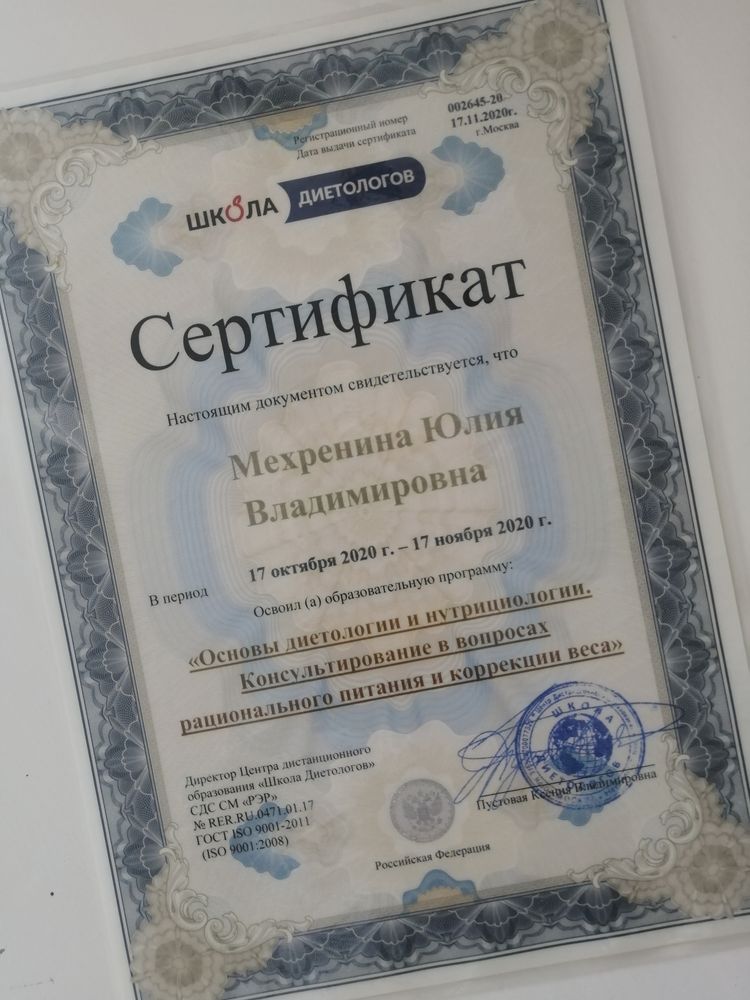 Регистрационный номер 002645-20
Дата выдачи сертификата 17.11.2020г.
г.Москва
ШКОЛА ДИЕТОЛОГОВ
Сертификат
Настоящим документом свидетельствуется, что
Мехренина Юлия
Владимировна
В период 17 октября 2020 г. – 17 ноября 2020 г.
Освоил (а) образовательную программу:
«Основы диетологии и нутрициологии.
Консультирование в вопросах
рационального питания и коррекции веса»
Директор Центра дистанционного
образования «Школа Диетологов»
СДС СМ «РЭР»
№ RER.RU.0471.01.17
ГОСТ ISO 9001-2011
(ISO 9001:2008)
ШКОЛА
ДИЕТОЛОГОВ
Пустовая Ксения Владимировна
Российская Федерация